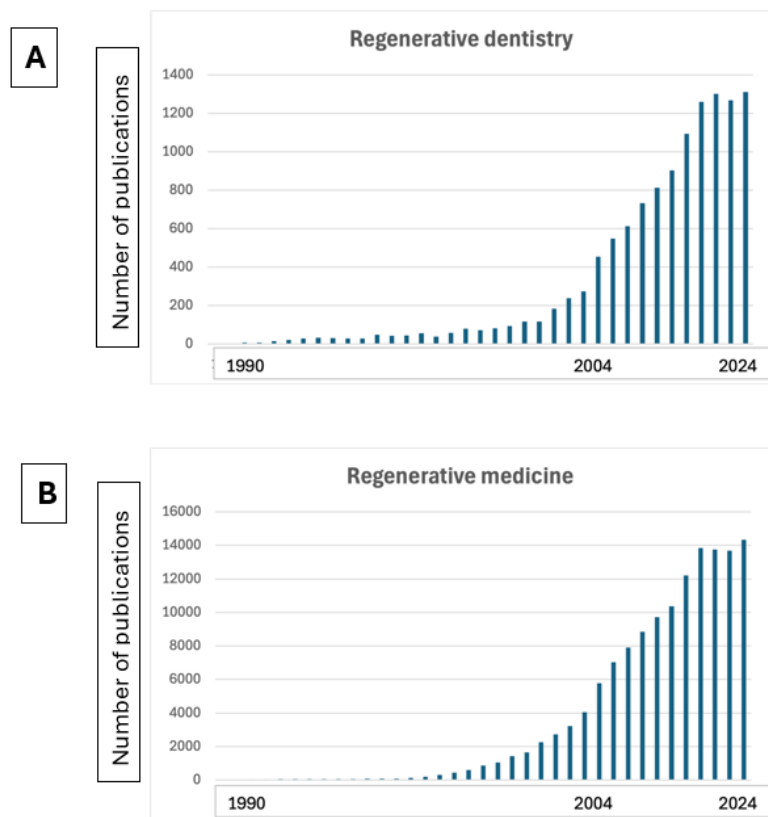 A
Regenerative dentistry
Number of publications
1400
1200
1000
800
600
400
200
0
1990 2004 2024
B
Regenerative medicine
Number of publications
16000
14000
12000
10000
8000
6000
4000
2000
0
1990 2004 2024